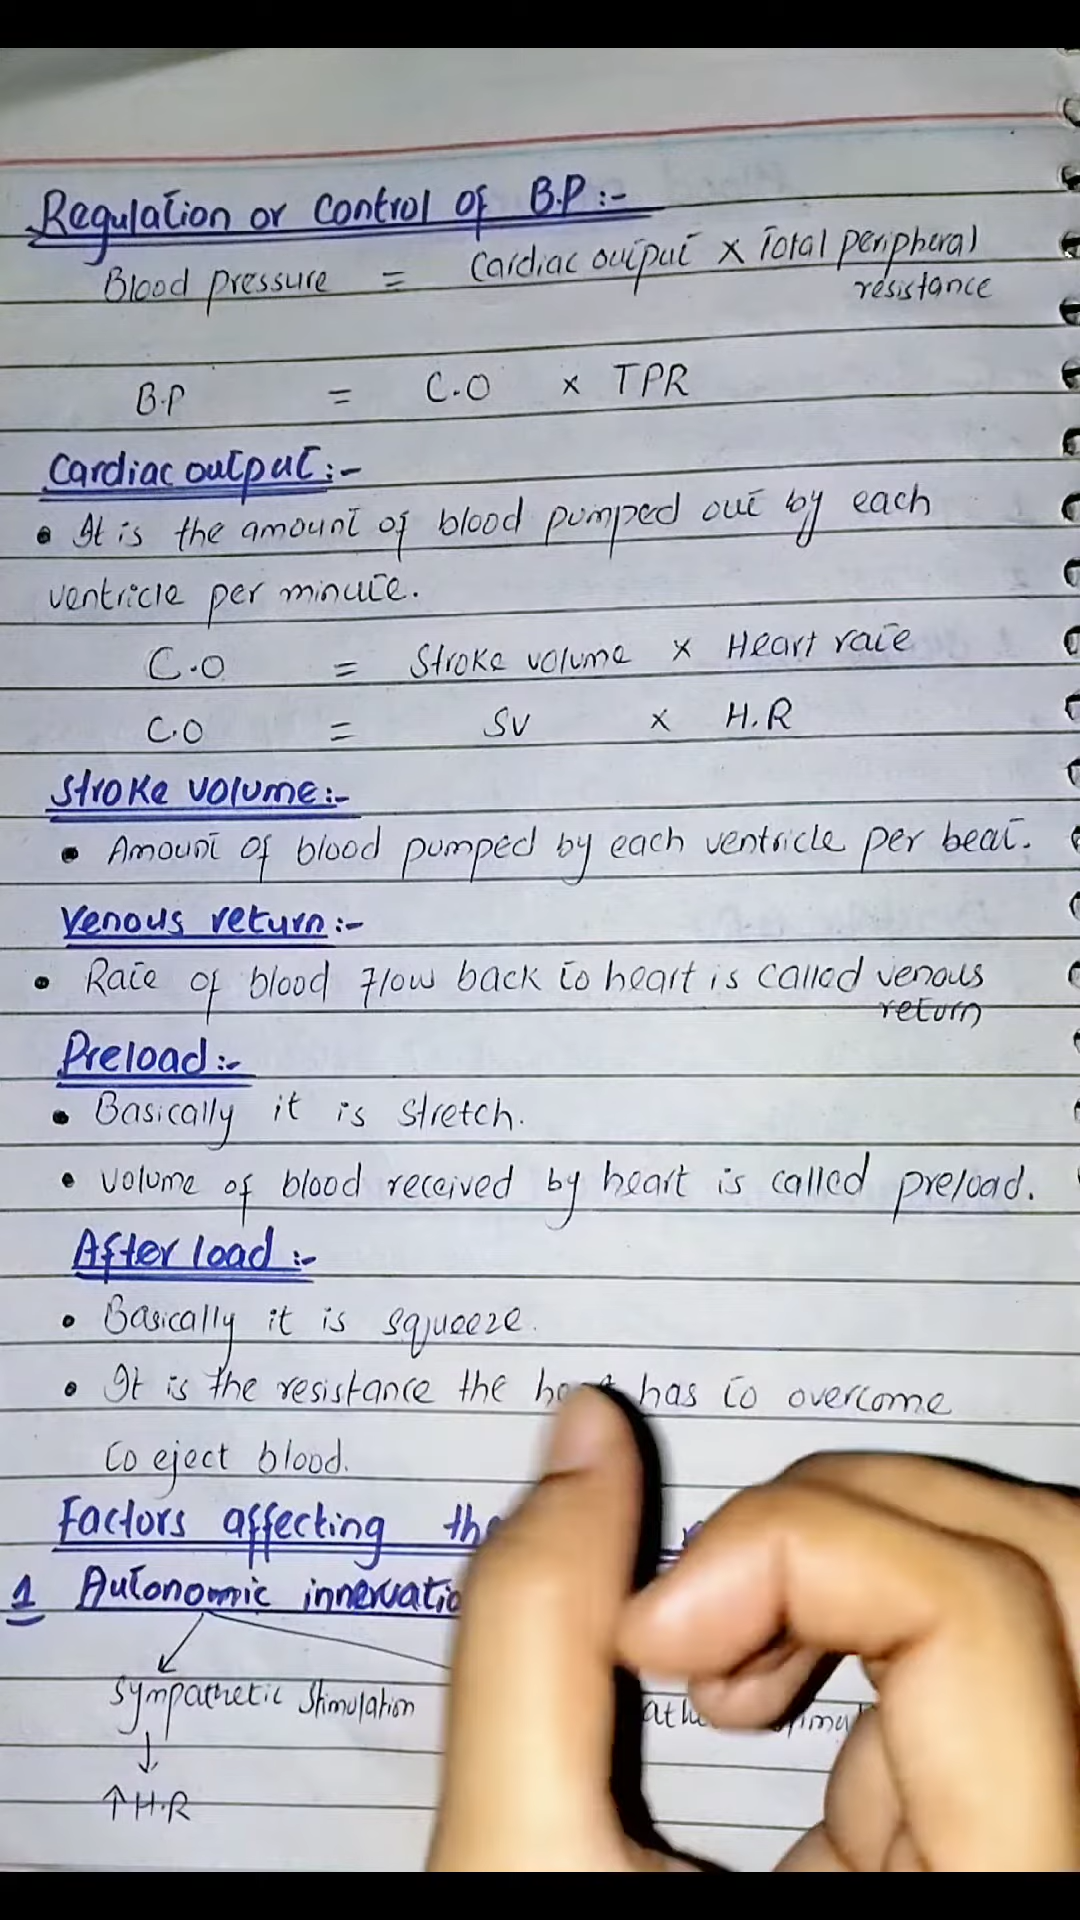 Regulation or control of B.P:-
Blood pressure = Cardiac output × Total peripheral
resistance
B.P = C.O × TPR
Cardiac output:-
• It is the amount of blood pumped out by each
ventricle per minute.
C.O = Stroke volume × Heart rate
C.O = SV × H.R
Stroke volume:-
• Amount of blood pumped by each ventricle per beat.
Venous return:-
• Rate of blood flow back to heart is called venous
return
Preload:-
• Basically it is stretch.
• volume of blood received by heart is called preload.
After load:-
• Basically it is squeeze.
• It is the resistance the has to overcome
to eject blood.
Factors affecting
1 Autonomic
Sympathetic Stimulation
↓
↑ H.R